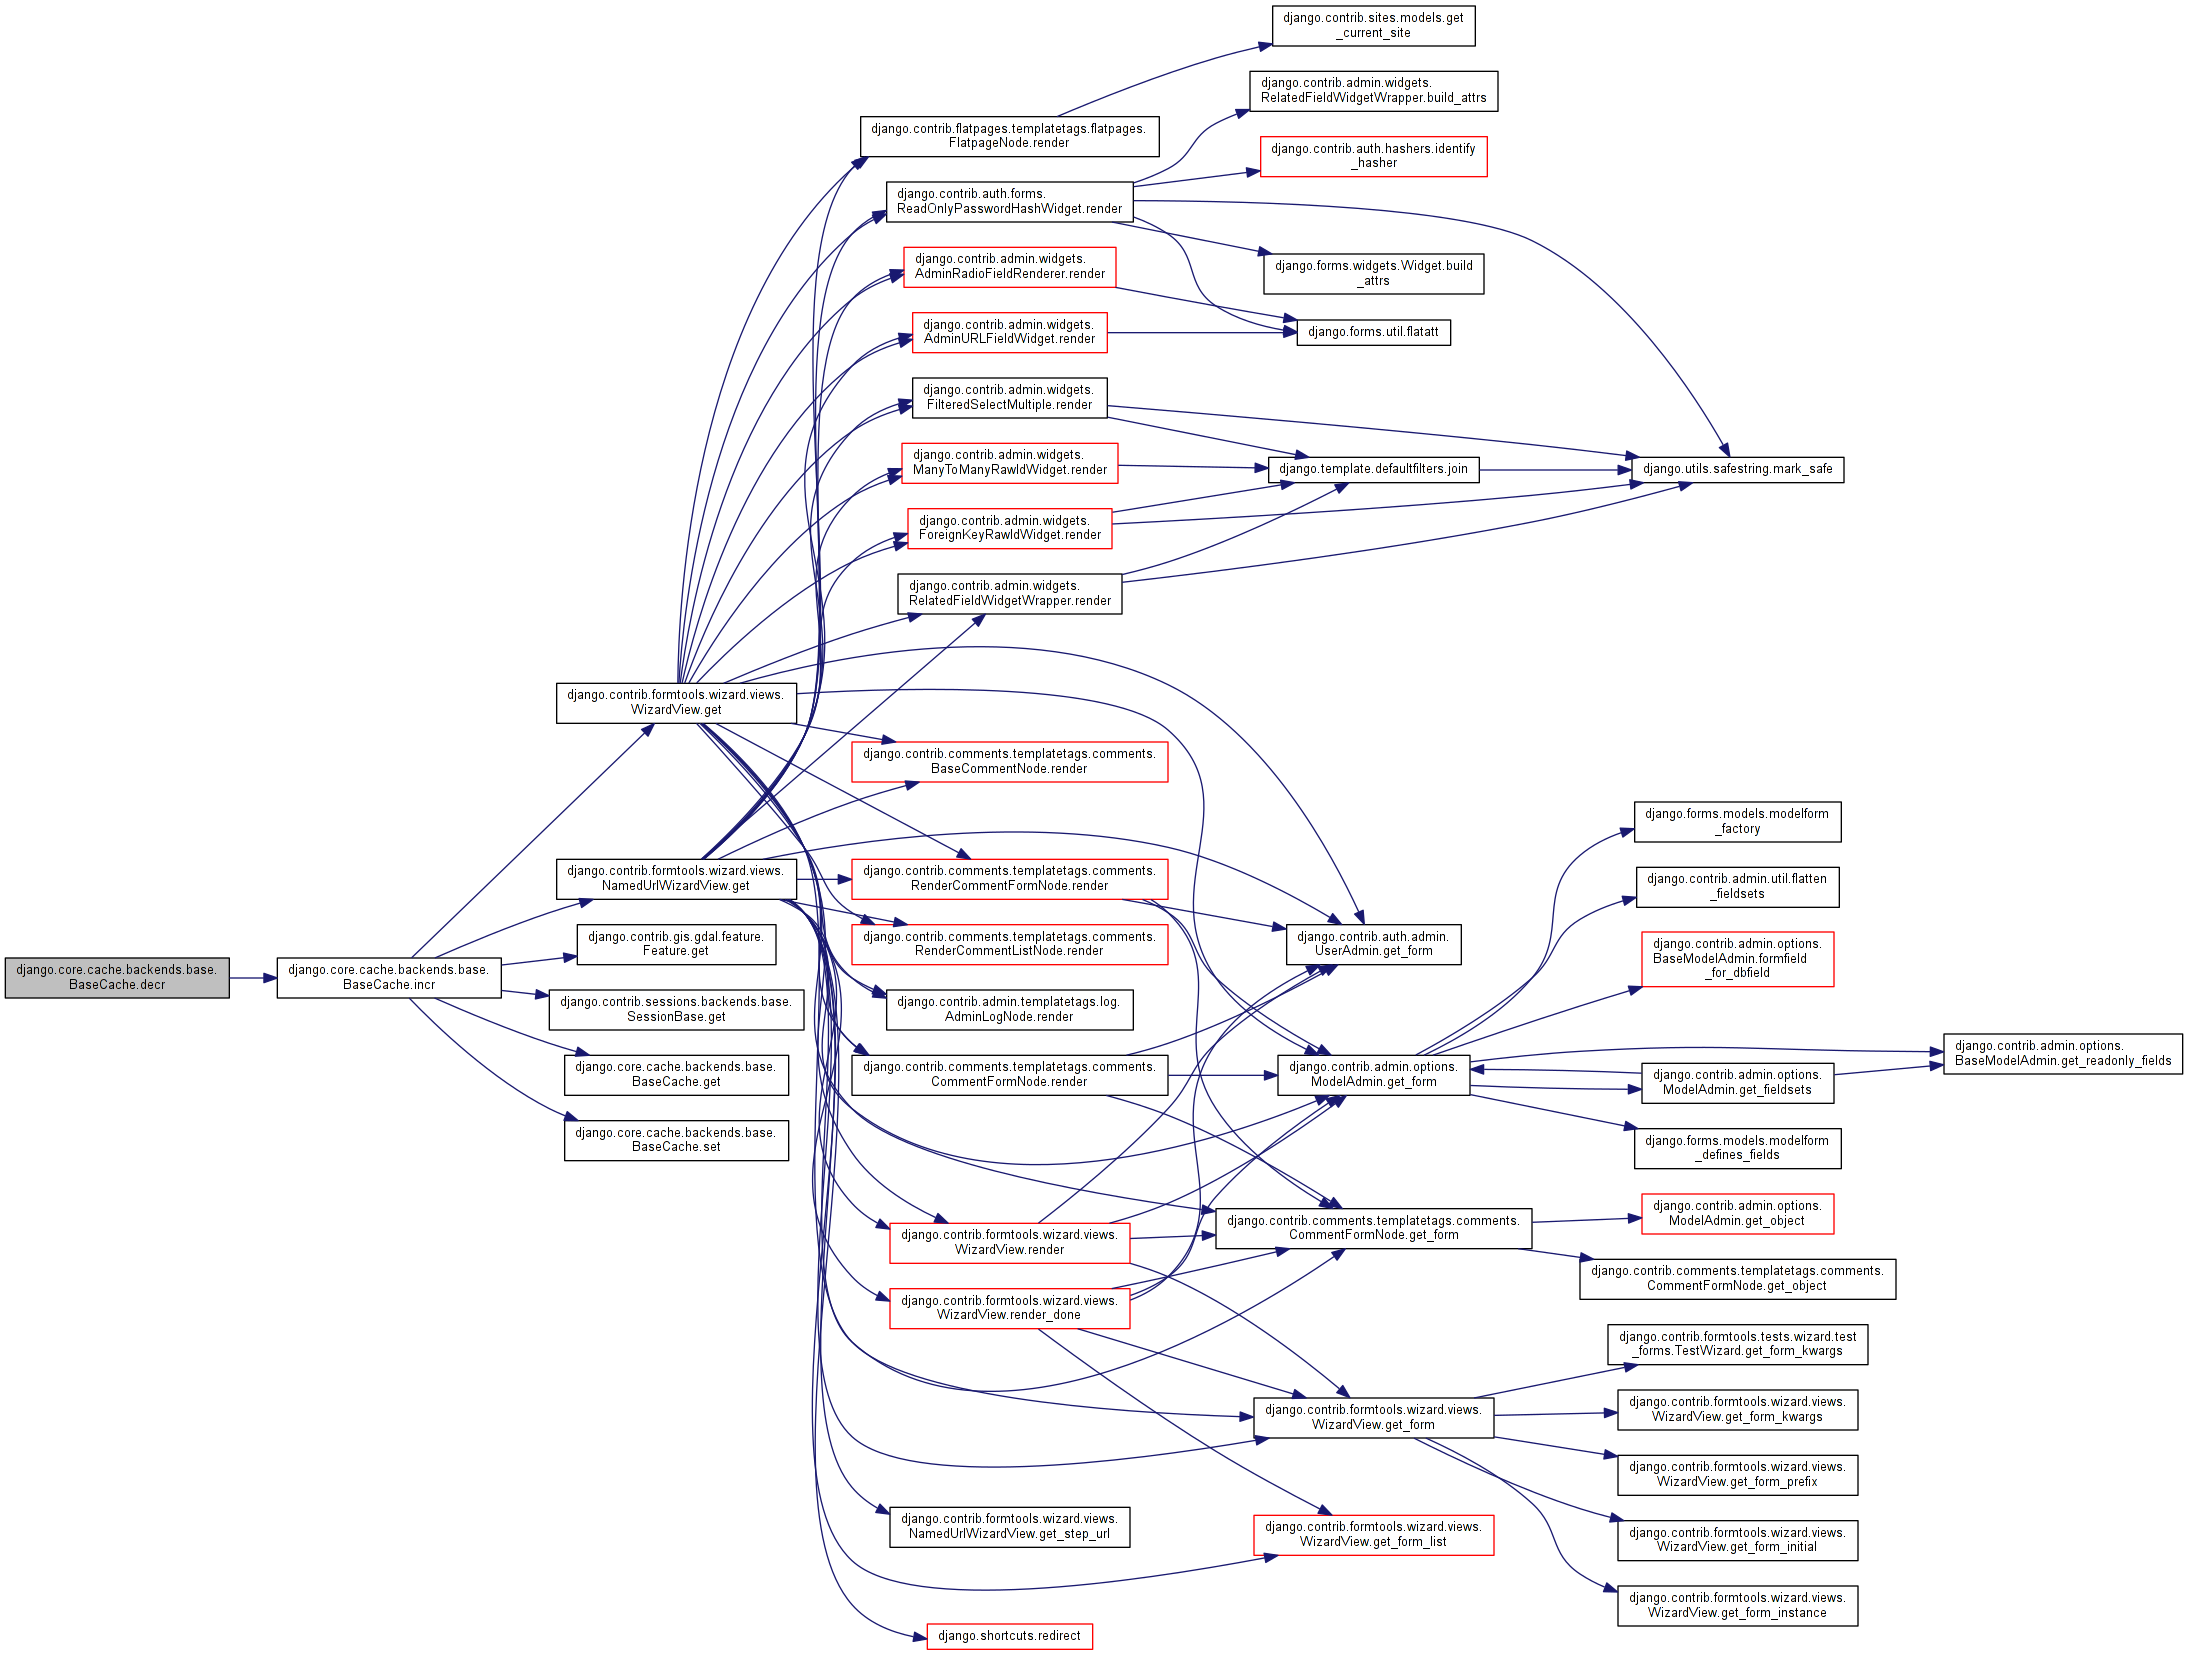 django.core.cache.backends.base.
BaseCache.decr
django.core.cache.backends.base.
BaseCache.incr
django.contrib.formtools.wizard.views.
WizardView.get
django.contrib.formtools.wizard.views.
NamedUrlWizardView.get
django.contrib.gis.gdal.feature.
Feature.get
django.contrib.sessions.backends.base.
SessionBase.get
django.core.cache.backends.base.
BaseCache.get
django.core.cache.backends.base.
BaseCache.set
django.contrib.flatpages.templatetags.flatpages.
FlatpageNode.render
django.contrib.auth.forms.
ReadOnlyPasswordHashWidget.render
django.contrib.admin.widgets.
AdminRadioFieldRenderer.render
django.contrib.admin.widgets.
AdminURLFieldWidget.render
django.contrib.admin.widgets.
FilteredSelectMultiple.render
django.contrib.admin.widgets.
ManyToManyRawIdWidget.render
django.contrib.admin.widgets.
ForeignKeyRawIdWidget.render
django.contrib.admin.widgets.
RelatedFieldWidgetWrapper.render
django.contrib.comments.templatetags.comments.
BaseCommentNode.render
django.contrib.comments.templatetags.comments.
RenderCommentFormNode.render
django.contrib.comments.templatetags.comments.
RenderCommentListNode.render
django.contrib.admin.templatetags.log.
AdminLogNode.render
django.contrib.comments.templatetags.comments.
CommentFormNode.render
django.contrib.formtools.wizard.views.
WizardView.render
django.contrib.formtools.wizard.views.
WizardView.render_done
django.contrib.formtools.wizard.views.
NamedUrlWizardView.get_step_url
django.shortcuts.redirect
django.contrib.sites.models.get
_current_site
django.contrib.admin.widgets.
RelatedFieldWidgetWrapper.build_attrs
django.contrib.auth.hashers.identify
_hasher
django.forms.widgets.Widget.build
_attrs
django.forms.util.flatatt
django.template.defaultfilters.join
django.contrib.auth.admin.
UserAdmin.get_form
django.contrib.admin.options.
ModelAdmin.get_form
django.contrib.comments.templatetags.comments.
CommentFormNode.get_form
django.contrib.formtools.wizard.views.
WizardView.get_form
django.contrib.formtools.wizard.views.
WizardView.get_form_list
django.utils.safestring.mark_safe
django.forms.models.modelform
_factory
django.contrib.admin.util.flatten
_fieldsets
django.contrib.admin.options.
BaseModelAdmin.formfield
_for_dbfield
django.contrib.admin.options.
ModelAdmin.get_fieldsets
django.forms.models.modelform
_defines_fields
django.contrib.admin.options.
ModelAdmin.get_object
django.contrib.comments.templatetags.comments.
CommentFormNode.get_object
django.contrib.formtools.tests.wizard.test
_forms.TestWizard.get_form_kwargs
django.contrib.formtools.wizard.views.
WizardView.get_form_kwargs
django.contrib.formtools.wizard.views.
WizardView.get_form_prefix
django.contrib.formtools.wizard.views.
WizardView.get_form_initial
django.contrib.formtools.wizard.views.
WizardView.get_form_instance
django.contrib.admin.options.
BaseModelAdmin.get_readonly_fields